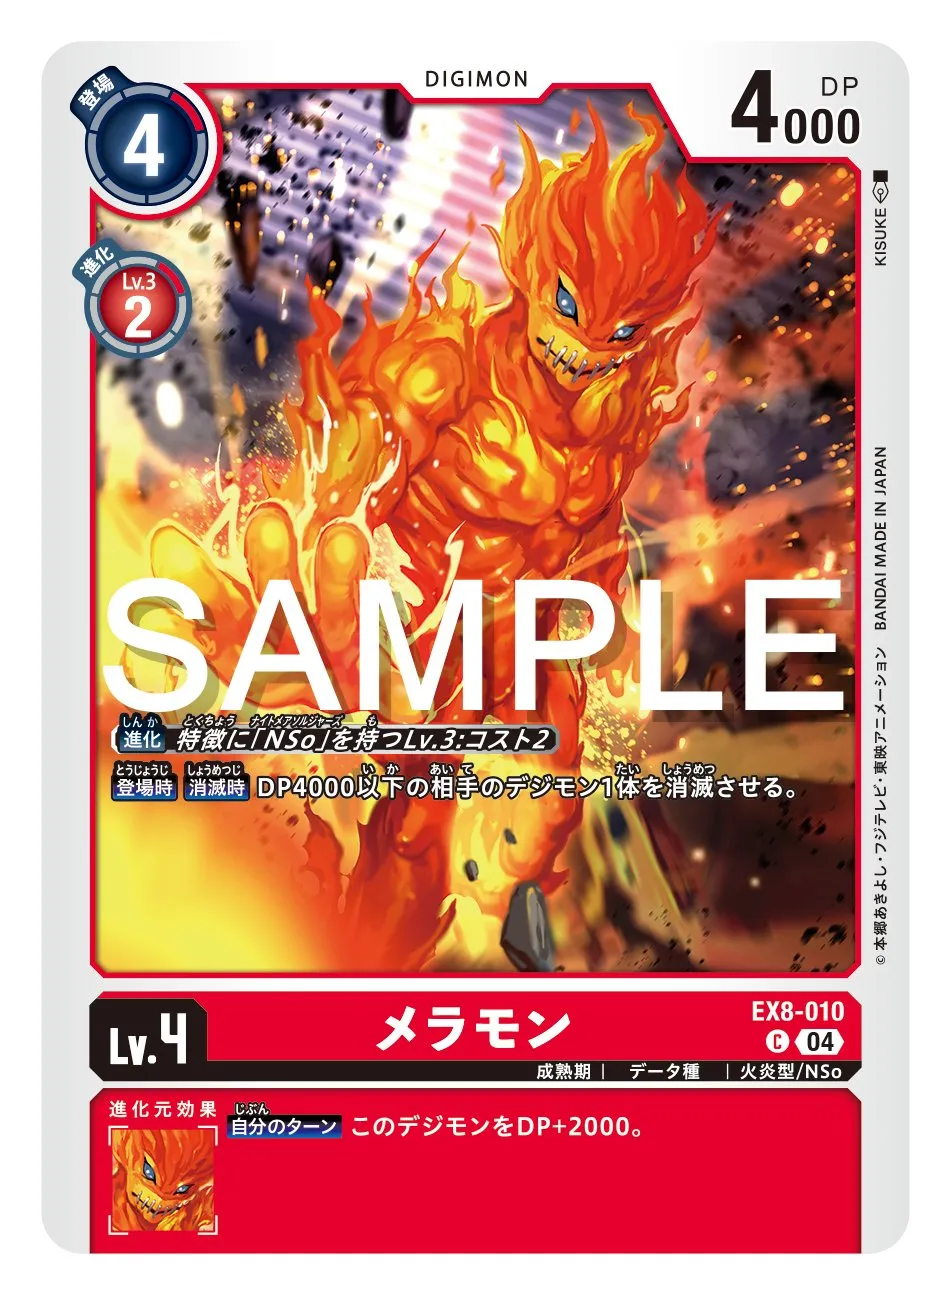 DIGIMON
登場
4
DP
4000
進化
Lv.3
2
KISUKE
SAMPLE
しんか とくちょう ナイトメアソルジャーズ も
進化 特徴に「NSo」を持つLv.3:コスト2
とうじょうじ しょうめつじ いか あいて たい しょうめつ
登場時 消滅時 DP4000以下の相手のデジモン1体を消滅させる。
©本郷あきよし・フジテレビ・東映アニメーション BANDAI MADE IN JAPAN
Lv.4
メラモン
EX8-010
C 04
成熟期 | データ種 | 火炎型/NSo
進化元効果
じぶん
自分のターン このデジモンをDP+2000。